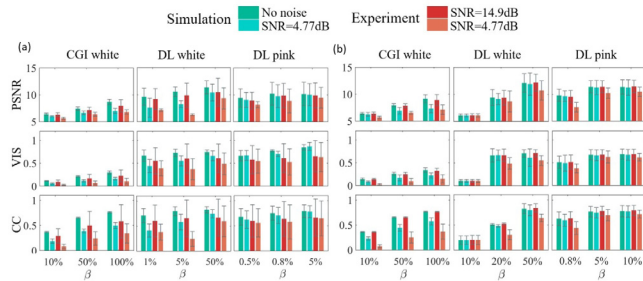 Simulation
No noise
SNR=4.77dB
Experiment
SNR=14.9dB
SNR=4.77dB
(a)
CGI white
DL white
DL pink
(b)
CGI white
DL white
DL pink
PSNR
15
10
5
15
10
5
VIS
1
0.5
0
1
0.5
0
CC
1
0.5
0
1
0.5
0
10% 50% 100%
1% 5% 50%
0.5% 0.8% 5%
10% 50% 100%
10% 20% 50%
0.8% 5% 10%
β β β β β β